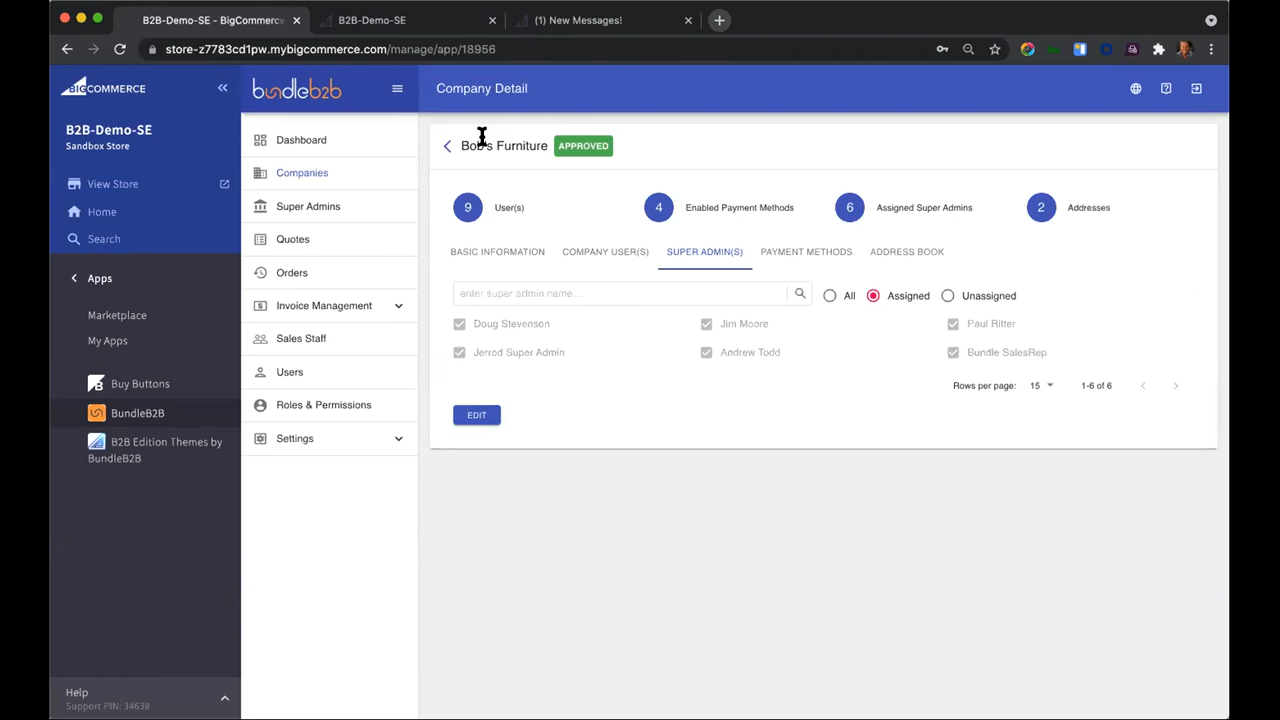 B2B-Demo-SE - BigCommerce
B2B-Demo-SE
(1) New Messages!
store-z7783cd1pw.mybigcommerce.com/manage/app/18956
BIGCOMMERCE
B2B-Demo-SE
Sandbox Store
View Store
Home
Search
Apps
Marketplace
My Apps
Buy Buttons
BundleB2B
B2B Edition Themes by
BundleB2B
Help
Support PIN: 34638
bundleb2b
Dashboard
Companies
Super Admins
Quotes
Orders
Invoice Management
Sales Staff
Users
Roles & Permissions
Settings
Company Detail
Bob's Furniture APPROVED
9 User(s) 4 Enabled Payment Methods 6 Assigned Super Admins 2 Addresses
BASIC INFORMATION COMPANY USER(S) SUPER ADMIN(S) PAYMENT METHODS ADDRESS BOOK
enter super admin name... All Assigned Unassigned
Doug Stevenson Jim Moore Paul Ritter
Jerrod Super Admin Andrew Todd Bundle SalesRep
Rows per page: 15 1-6 of 6
EDIT